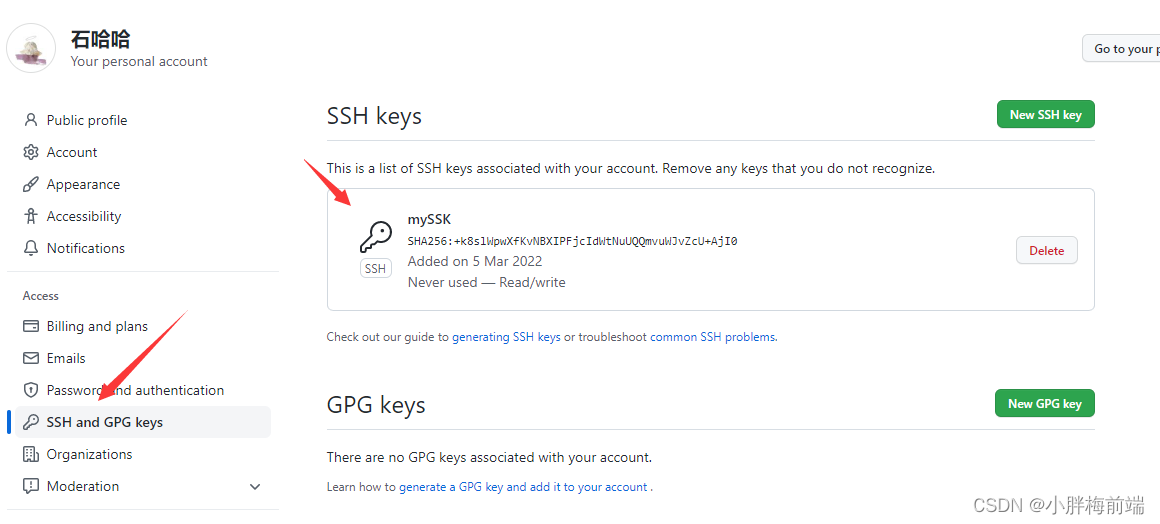 石哈哈
Your personal account
Go to your p
Public profile
Account
Appearance
Accessibility
Notifications
Access
Billing and plans
Emails
Password and authentication
SSH and GPG keys
Organizations
Moderation
SSH keys
New SSH key
This is a list of SSH keys associated with your account. Remove any keys that you do not recognize.
mySSK
SHA256:+k8slWpwXfKvNBXIPFjcIdWtNuUQQmvuWJvZcU+AjI0
SSH
Added on 5 Mar 2022
Never used — Read/write
Delete
Check out our guide to generating SSH keys or troubleshoot common SSH problems.
GPG keys
New GPG key
There are no GPG keys associated with your account.
Learn how to generate a GPG key and add it to your account .
CSDN @小胖梅前端